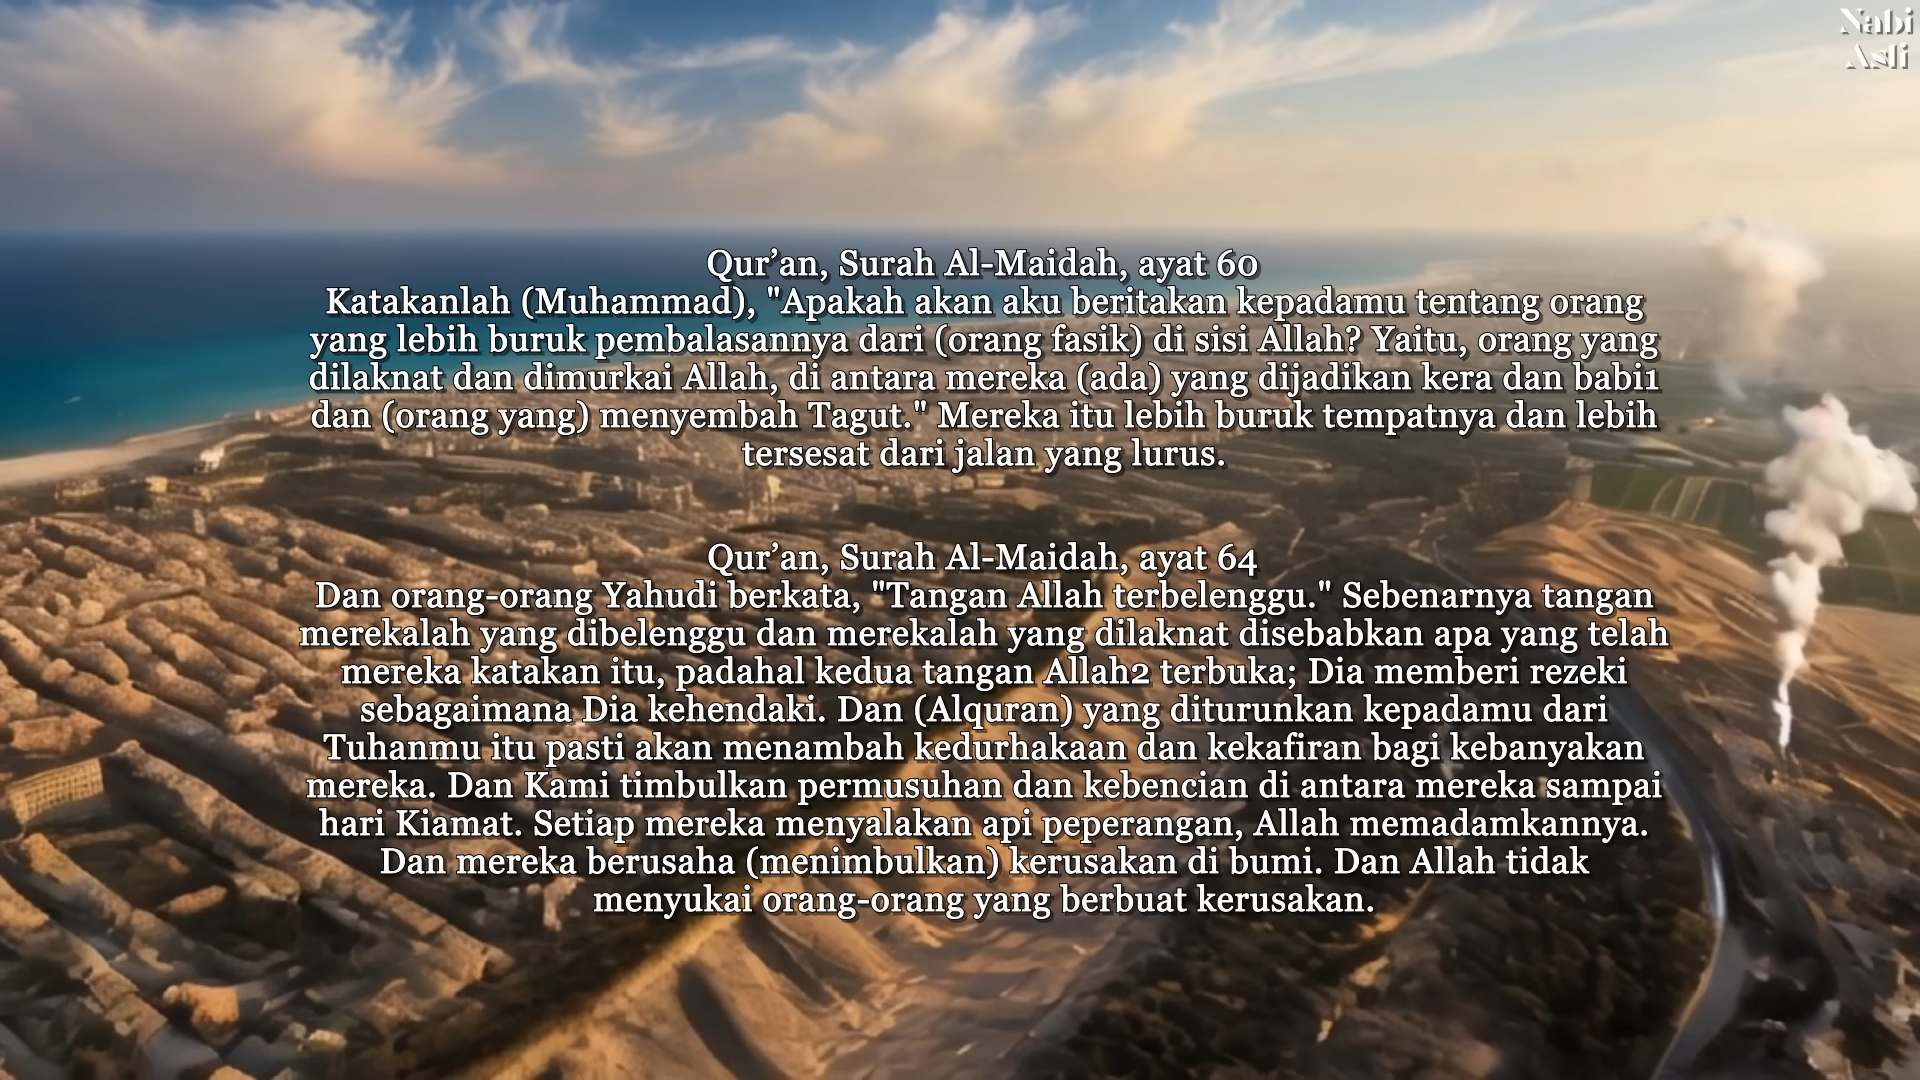 Nabi
Asli
Qur’an, Surah Al-Maidah, ayat 60
Katakanlah (Muhammad), "Apakah akan aku beritakan kepadamu tentang orang
yang lebih buruk pembalasannya dari (orang fasik) di sisi Allah? Yaitu, orang yang
dilaknat dan dimurkai Allah, di antara mereka (ada) yang dijadikan kera dan babi1
dan (orang yang) menyembah Tagut." Mereka itu lebih buruk tempatnya dan lebih
tersesat dari jalan yang lurus.
Qur’an, Surah Al-Maidah, ayat 64
Dan orang-orang Yahudi berkata, "Tangan Allah terbelenggu." Sebenarnya tangan
merekalah yang dibelenggu dan merekalah yang dilaknat disebabkan apa yang telah
mereka katakan itu, padahal kedua tangan Allah2 terbuka; Dia memberi rezeki
sebagaimana Dia kehendaki. Dan (Alquran) yang diturunkan kepadamu dari
Tuhanmu itu pasti akan menambah kedurhakaan dan kekafiran bagi kebanyakan
mereka. Dan Kami timbulkan permusuhan dan kebencian di antara mereka sampai
hari Kiamat. Setiap mereka menyalakan api peperangan, Allah memadamkannya.
Dan mereka berusaha (menimbulkan) kerusakan di bumi. Dan Allah tidak
menyukai orang-orang yang berbuat kerusakan.